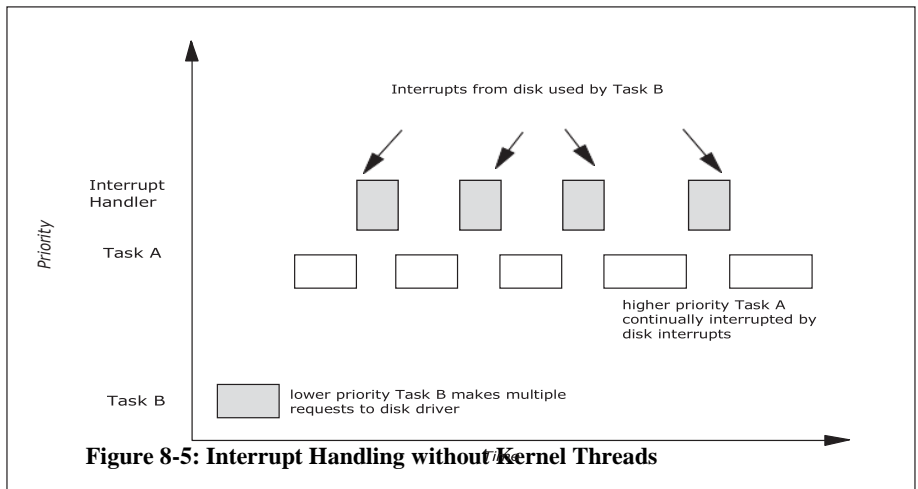 Interrupts from disk used by Task B
Interrupt
Handler
Priority
Task A
higher priority Task A
continually interrupted by
disk interrupts
Task B
lower priority Task B makes multiple
requests to disk driver
Time
Figure 8-5: Interrupt Handling without Kernel Threads